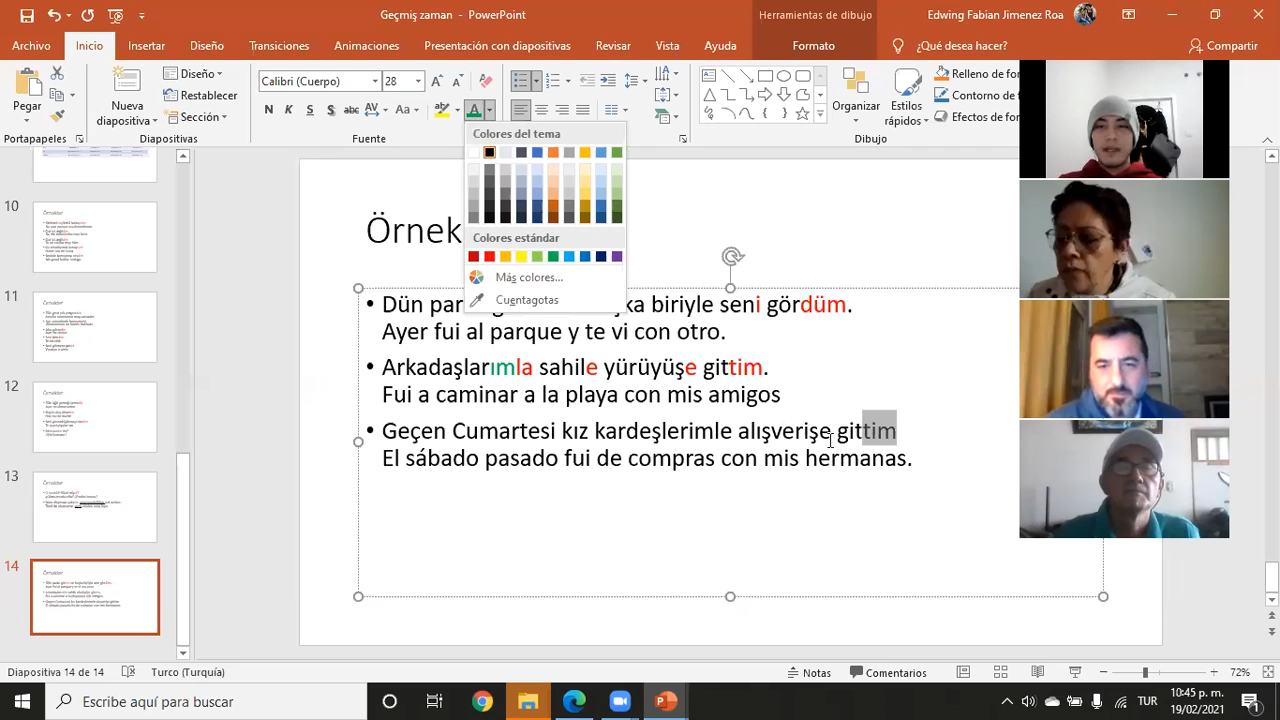 Geçmiş zaman - PowerPoint
Herramientas de dibujo
Edwing Fabian Jimenez Roa
Archivo Inicio Insertar Diseño Transiciones Animaciones Presentación con diapositivas Revisar Vista Ayuda Formato ¿Qué desea hacer? Compartir
Pegar
Nueva diapositiva
Diseño
Restablecer
Sección
Calibri (Cuerpo) 28
N K S abc AV Aa A
Organizar
Estilos rápidos
Relleno de fo
Contorno de
Efectos de for
Portapapeles Diapositivas Fuente Dibujo
Colores del tema
Colores estándar
Más colores...
Cuentagotas
10
11
12
13
14
Örnek
Dün par
ka biriyle seni gördüm.
Ayer fui al parque y te vi con otro.
Arkadaşlarımla sahile yürüyüşe gittim.
Fui a caminar a la playa con mis amigos
Geçen Cumartesi kız kardeşlerimle alışverişe gittim
El sábado pasado fui de compras con mis hermanas.
Diapositiva 14 de 14 Turco (Turquía) Notas Comentarios 72%
Escribe aquí para buscar
TUR
10:45 p. m.
19/02/2021